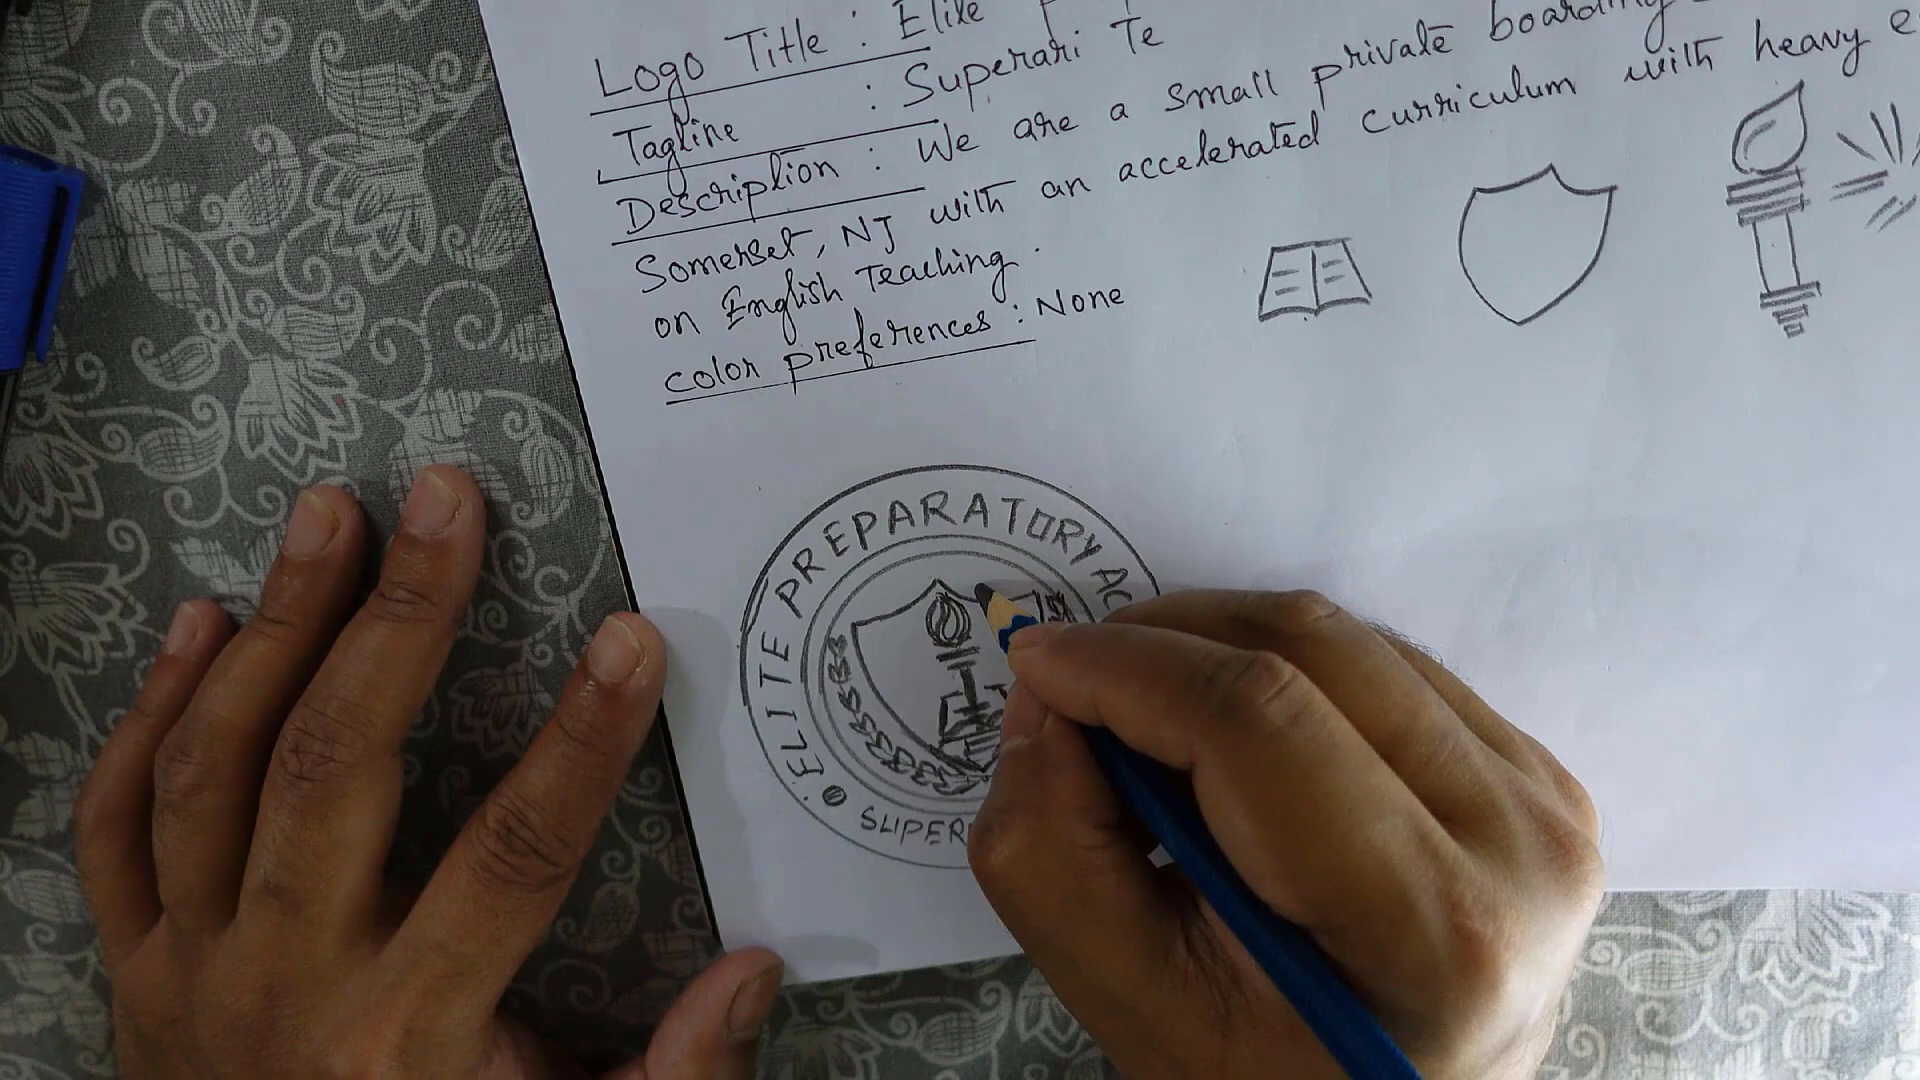 Logo Title : Elite
Tagline : Superari Te
Description : We are a small private boarding
Somerset, NJ with an accelerated curriculum with heavy e
on English Teaching.
color preferences : None
ELITE PREPARATORY AC
SUPER